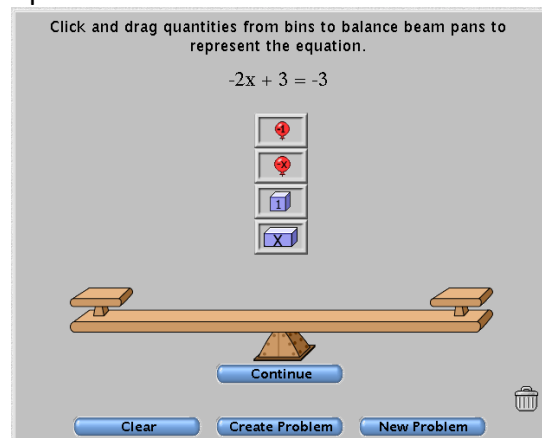 Click and drag quantities from bins to balance beam pans to
represent the equation.
-2x + 3 = -3
-1
-X
1
X
Continue
Clear Create Problem New Problem